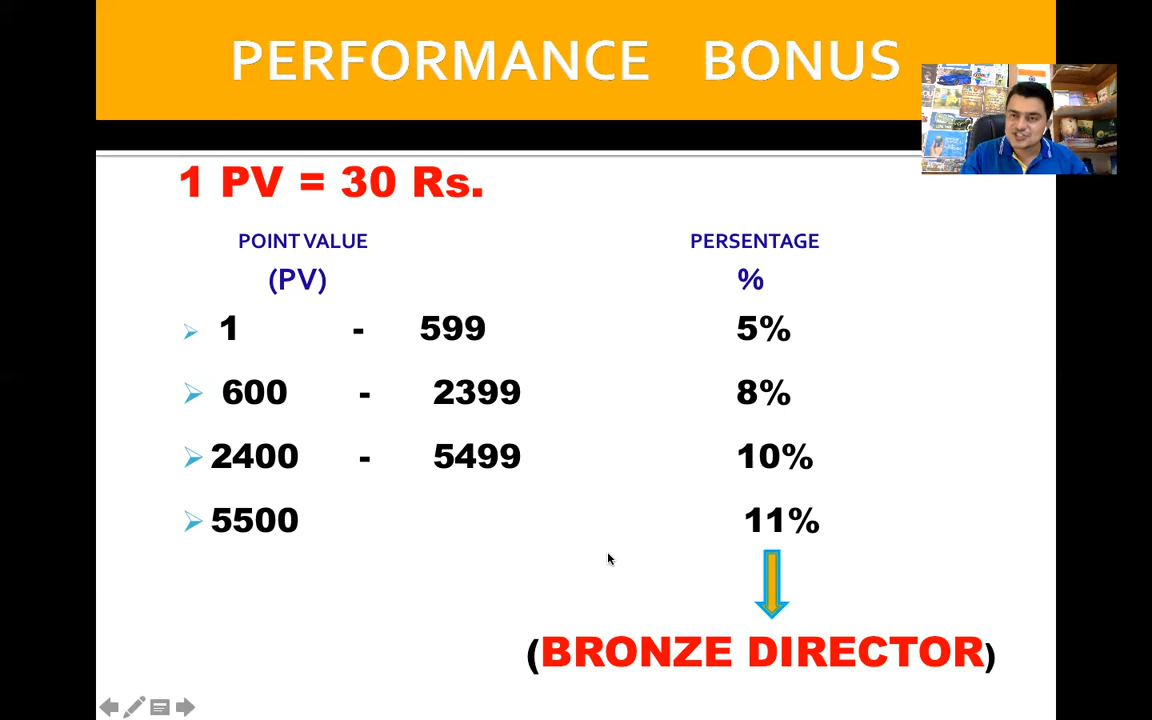 PERFORMANCE BONUS
1 PV = 30 Rs.
POINT VALUE PERSENTAGE
(PV) %
1 - 599 5%
600 - 2399 8%
2400 - 5499 10%
5500 11%
(BRONZE DIRECTOR)